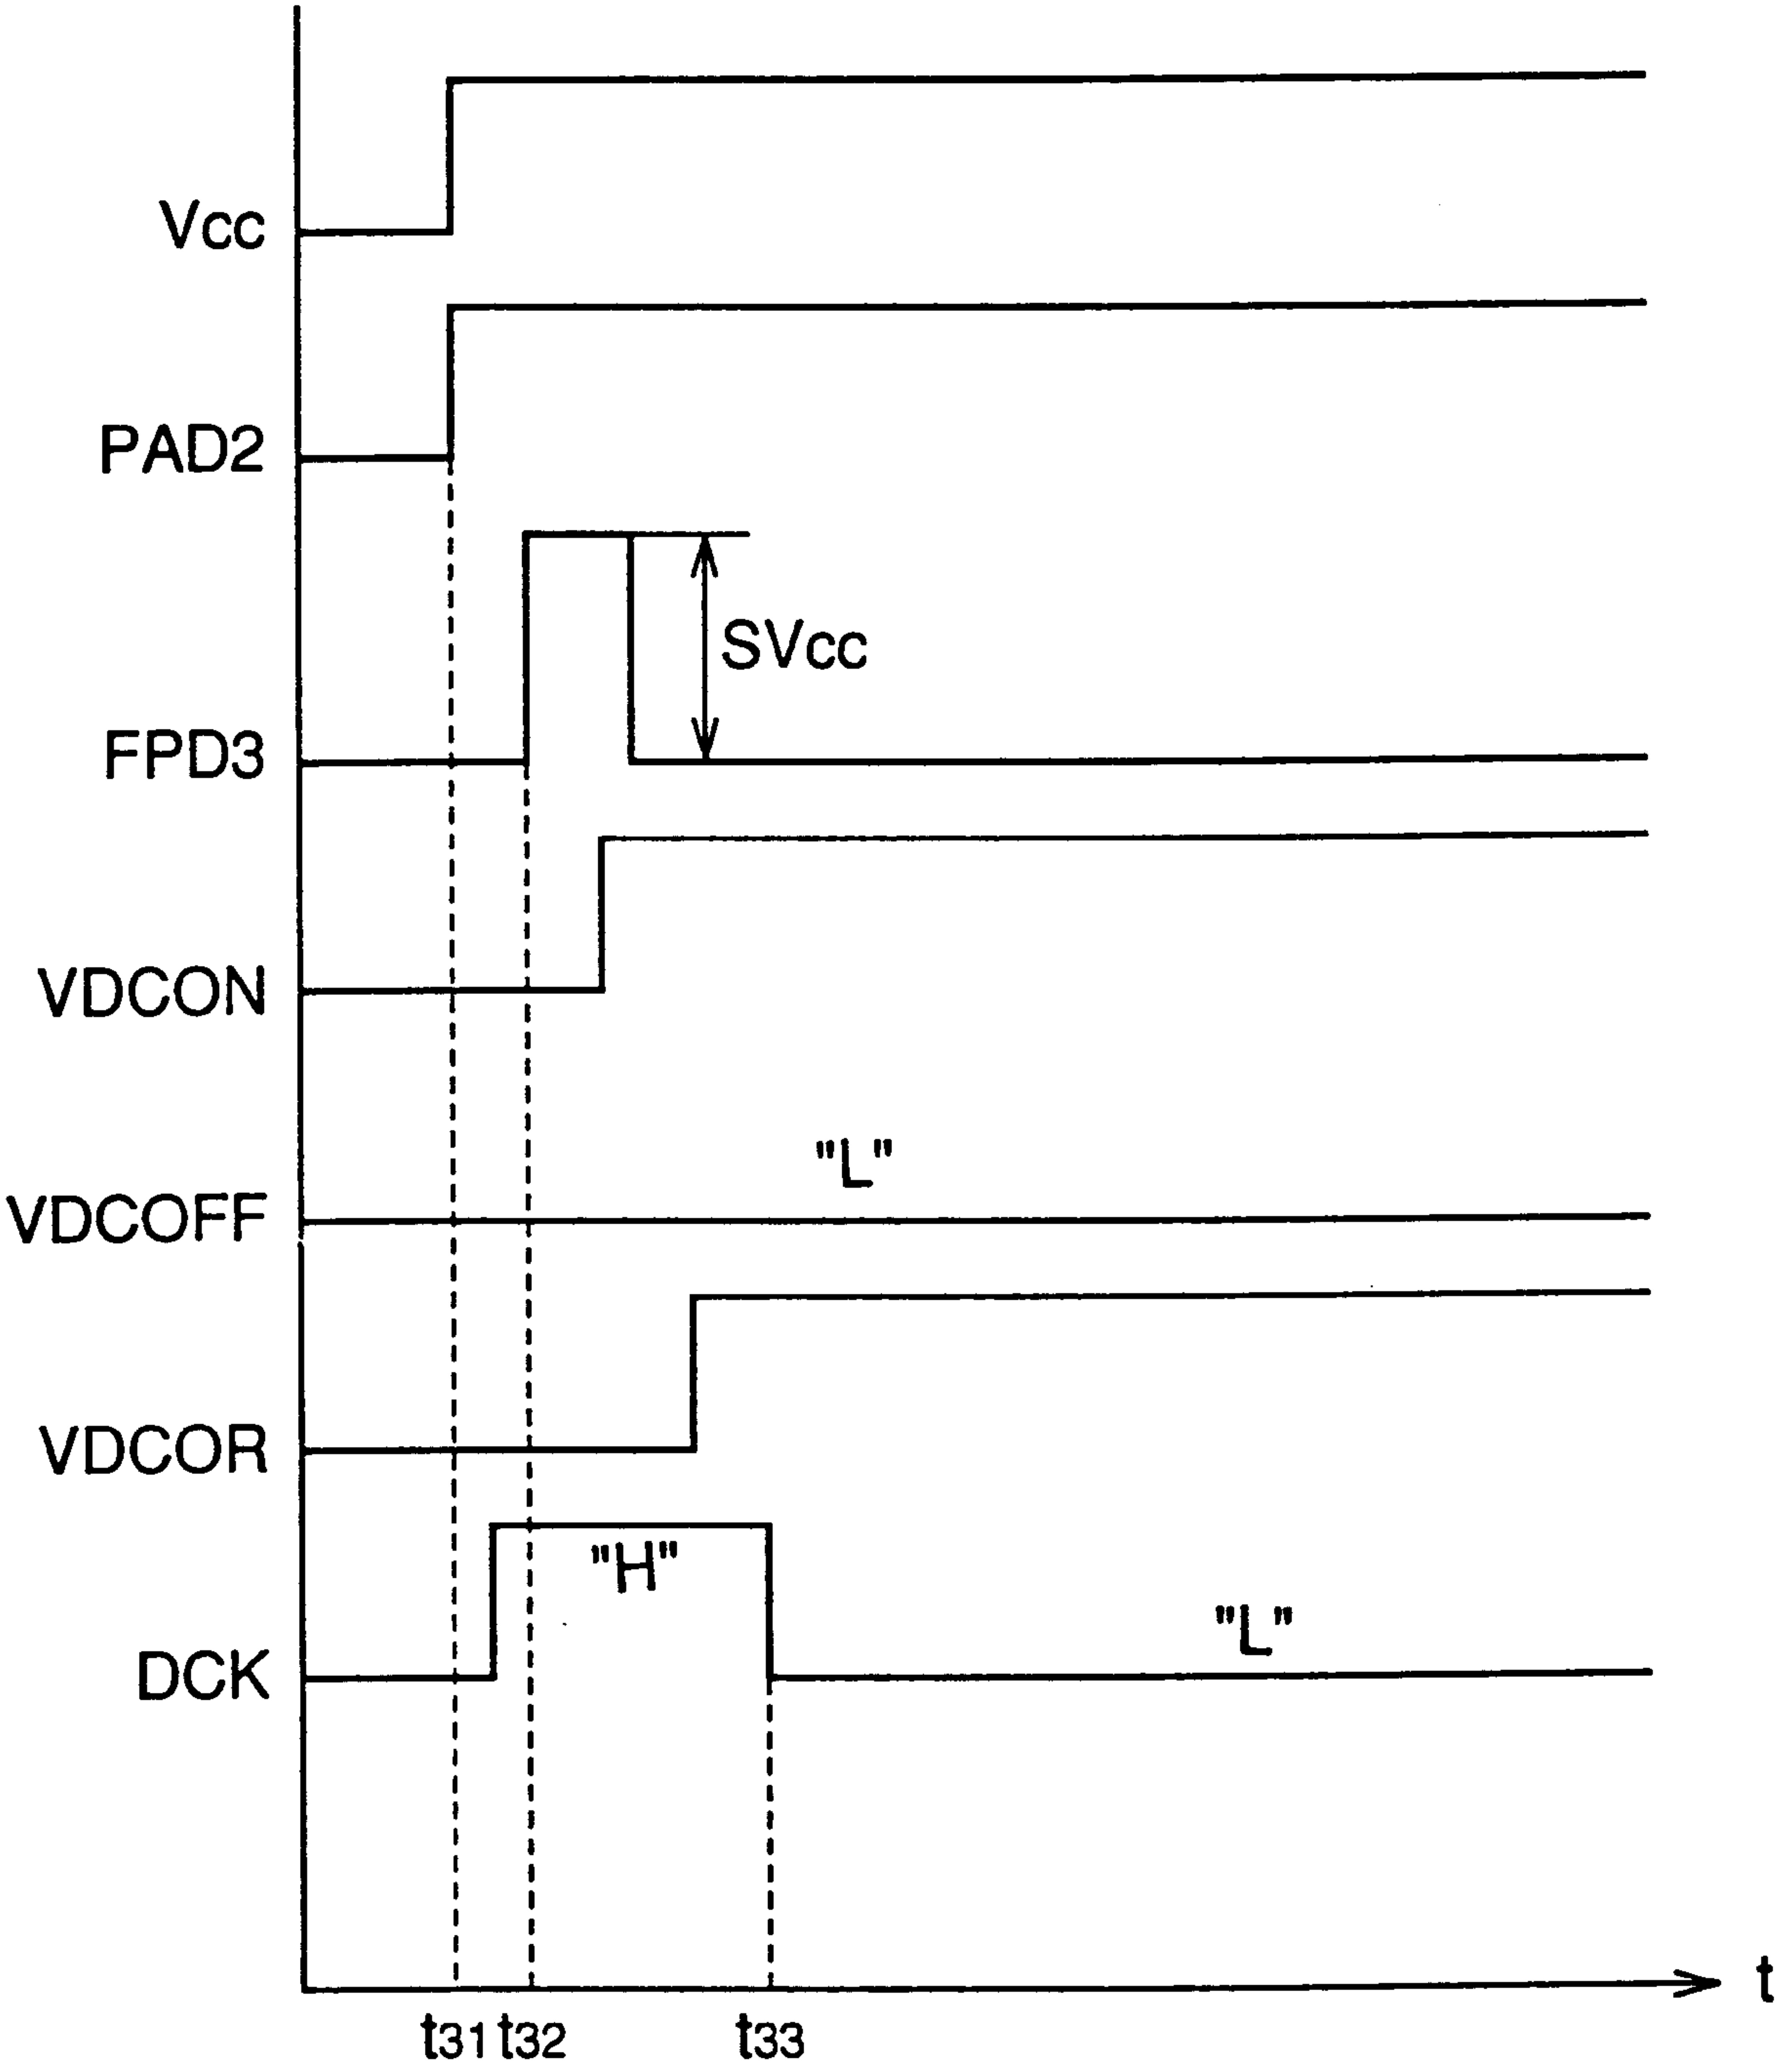 Vcc
PAD2
SVcc
FPD3
VDCON
"L"
VDCOFF
VDCOR
"H"
"L"
DCK
t
t31 t32 t33